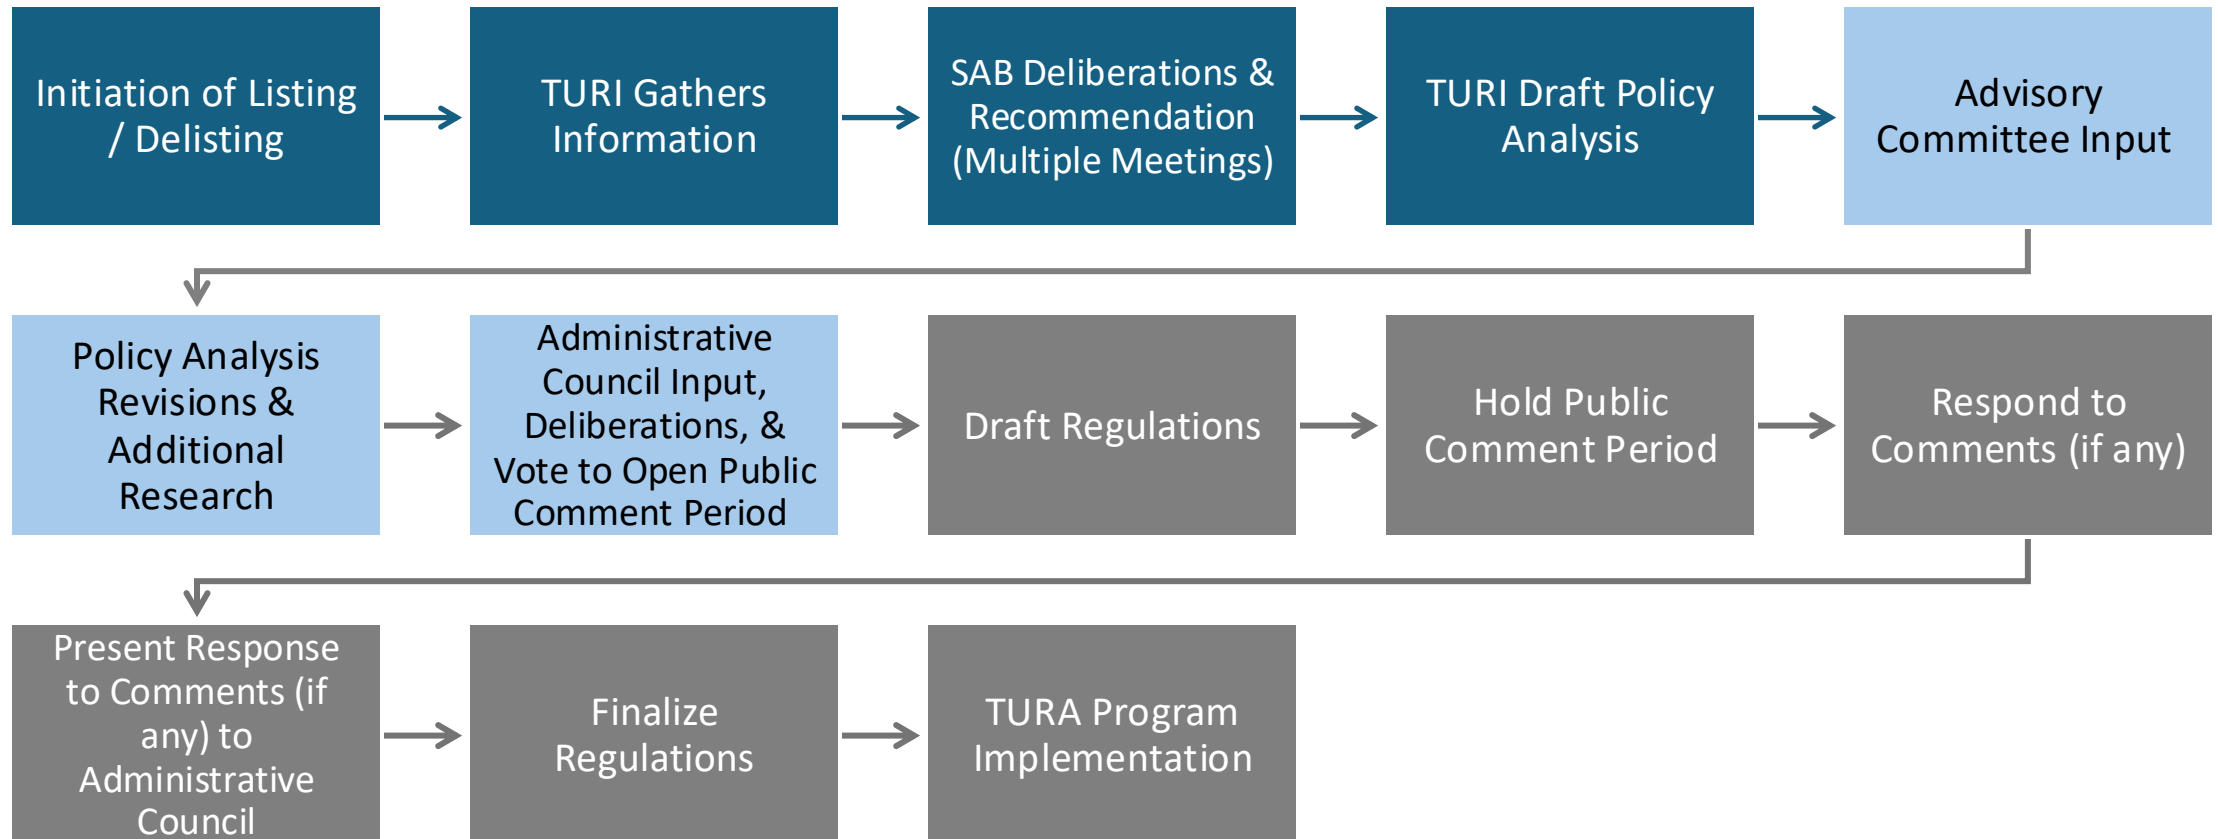 Initiation of Listing
/ Delisting
TURI Gathers
Information
SAB Deliberations &
Recommendation
(Multiple Meetings)
TURI Draft Policy
Analysis
Advisory
Committee Input
Policy Analysis
Revisions &
Additional
Research
Administrative
Council Input,
Deliberations, &
Vote to Open Public
Comment Period
Draft Regulations
Hold Public
Comment Period
Respond to
Comments (if any)
Present Response
to Comments (if
any) to
Administrative
Council
Finalize
Regulations
TURA Program
Implementation